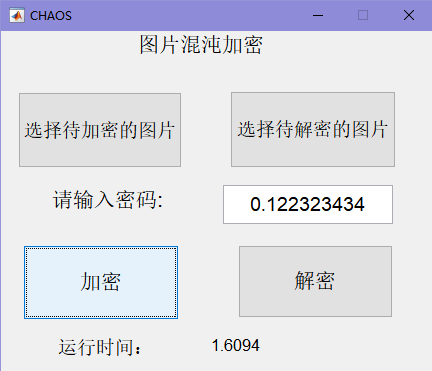 CHAOS
图片混沌加密
选择待加密的图片 选择待解密的图片
请输入密码: 0.122323434
加密 解密
运行时间: 1.6094